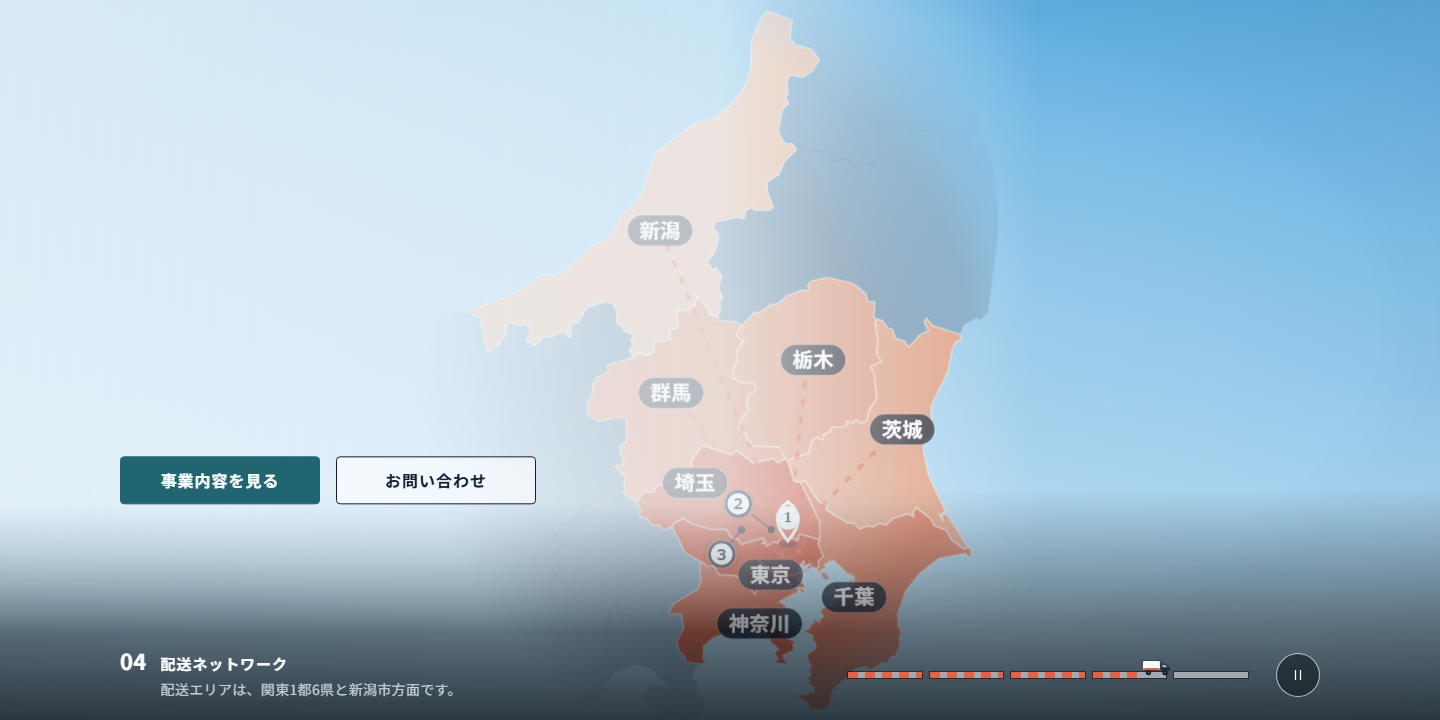 新潟
栃木
群馬
茨城
埼玉
2
1
3
東京
千葉
神奈川
事業内容を見る
お問い合わせ
04 配送ネットワーク
配送エリアは、関東1都6県と新潟市方面です。